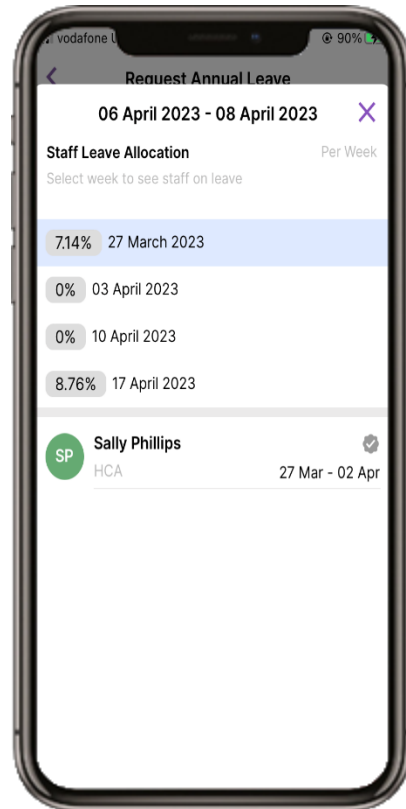 vodafone 90%
Request Annual Leave
06 April 2023 - 08 April 2023
Staff Leave Allocation Per Week
Select week to see staff on leave
7.14% 27 March 2023
0% 03 April 2023
0% 10 April 2023
8.76% 17 April 2023
SP Sally Phillips
HCA 27 Mar - 02 Apr